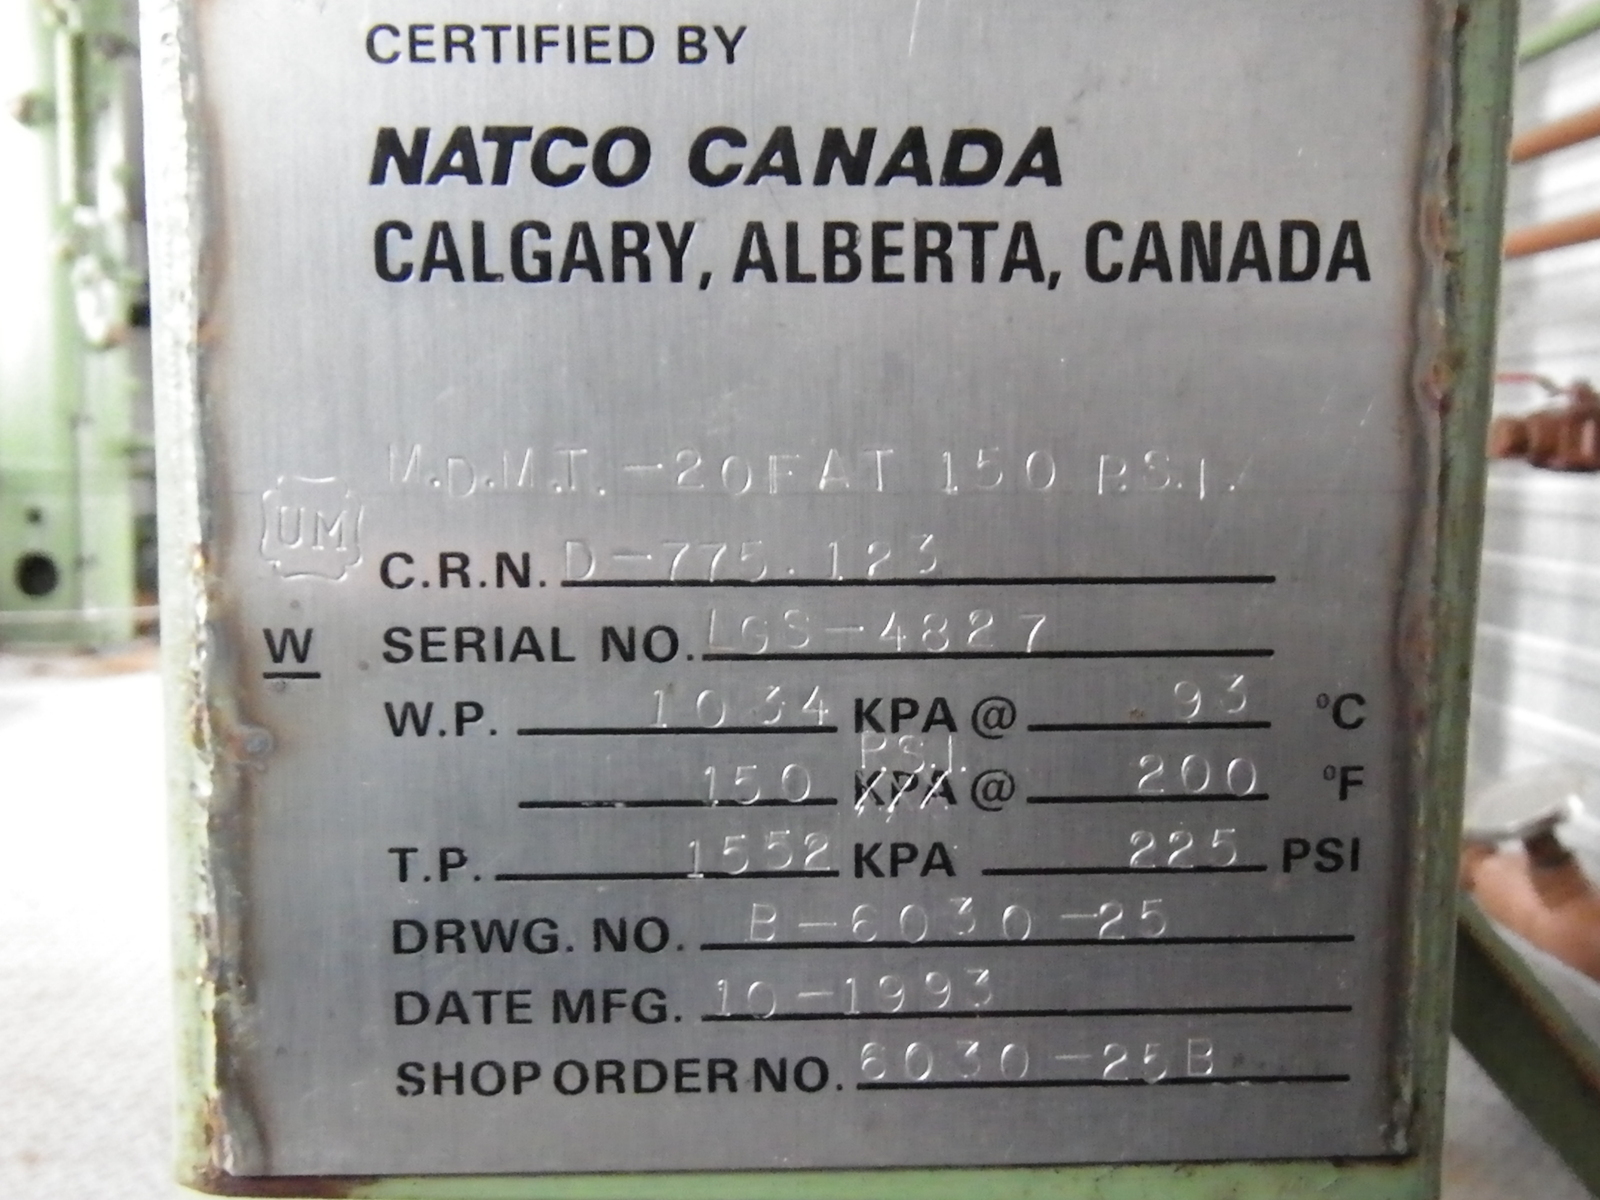 CERTIFIED BY
NATCO CANADA
CALGARY, ALBERTA, CANADA
M.D.M.T. -20F AT 150 P.S.I.
UM
C.R.N. D-775.123
W
SERIAL NO. LGS-4827
W.P. 1034 KPA @ 93 °C
P.S.I.
150 KPA @ 200 °F
T.P. 1552 KPA 225 PSI
DRWG. NO. B-6030-25
DATE MFG. 10-1993
SHOP ORDER NO. 6030-25B